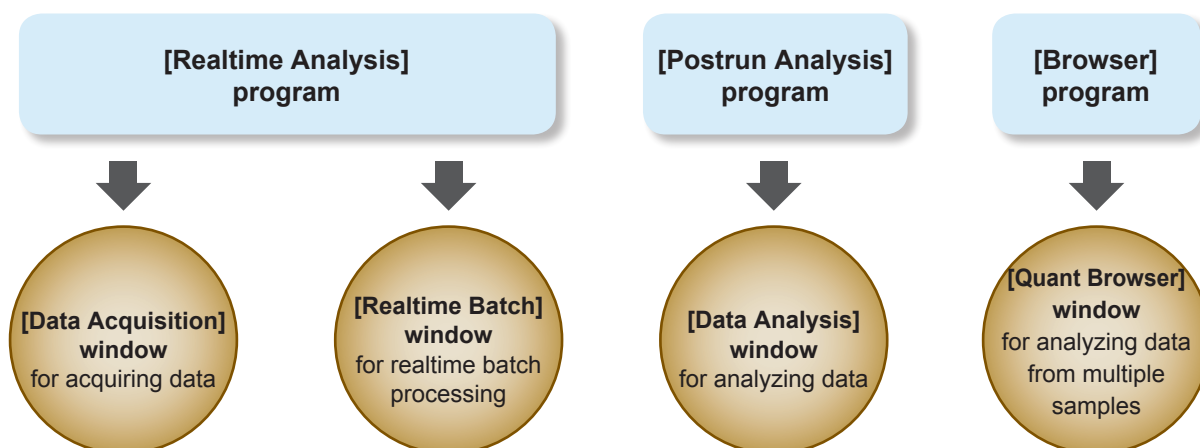 [Realtime Analysis]
program
[Postrun Analysis]
program
[Browser]
program
[Data Acquisition]
window
for acquiring data
[Realtime Batch]
window
for realtime batch
processing
[Data Analysis]
window
for analyzing data
[Quant Browser]
window
for analyzing data
from multiple
samples